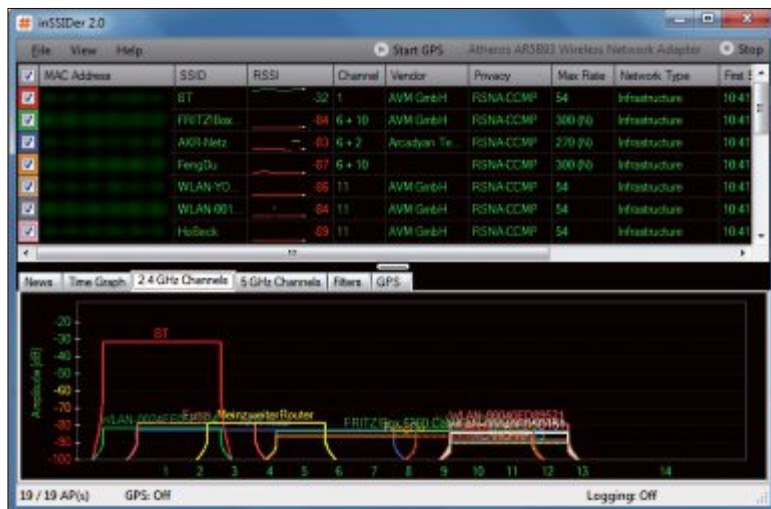 inSSIDer 2.0
File View Help Start GPS Atheros AR5B93 Wireless Network Adapter Stop
MAC Address SSID RSSI Channel Vendor Privacy Max Rate Network Type First
BT -32 1 AVM GmbH RSNA-CCMP 54 Infrastructure 10:41
FRITZ!Box... -84 6 + 10 AVM GmbH RSNA-CCMP 300 (N) Infrastructure 10:41
AKR-Netz -83 6 + 2 Arcadyan Te... RSNA-CCMP 270 (N) Infrastructure 10:41
FengDu -87 6 + 10 RSNA-CCMP 300 (N) Infrastructure 10:41
WLAN-YO... -86 11 AVM GmbH RSNA-CCMP 54 Infrastructure 10:41
WLAN-001... -84 11 AVM GmbH RSNA-CCMP 54 Infrastructure 10:41
HoBeck -89 11 AVM GmbH RSNA-CCMP 54 Infrastructure 10:41
News Time Graph 2.4 GHz Channels 5 GHz Channels Filters GPS
Amplitude [dB]
-20
-30
-40
-50
-60
-70
-80
-90
-100
BT
MeinzweiterRouter
1 2 3 4 5 6 7 8 9 10 11 12 13 14
19 / 19 AP(s) GPS: Off Logging: Off